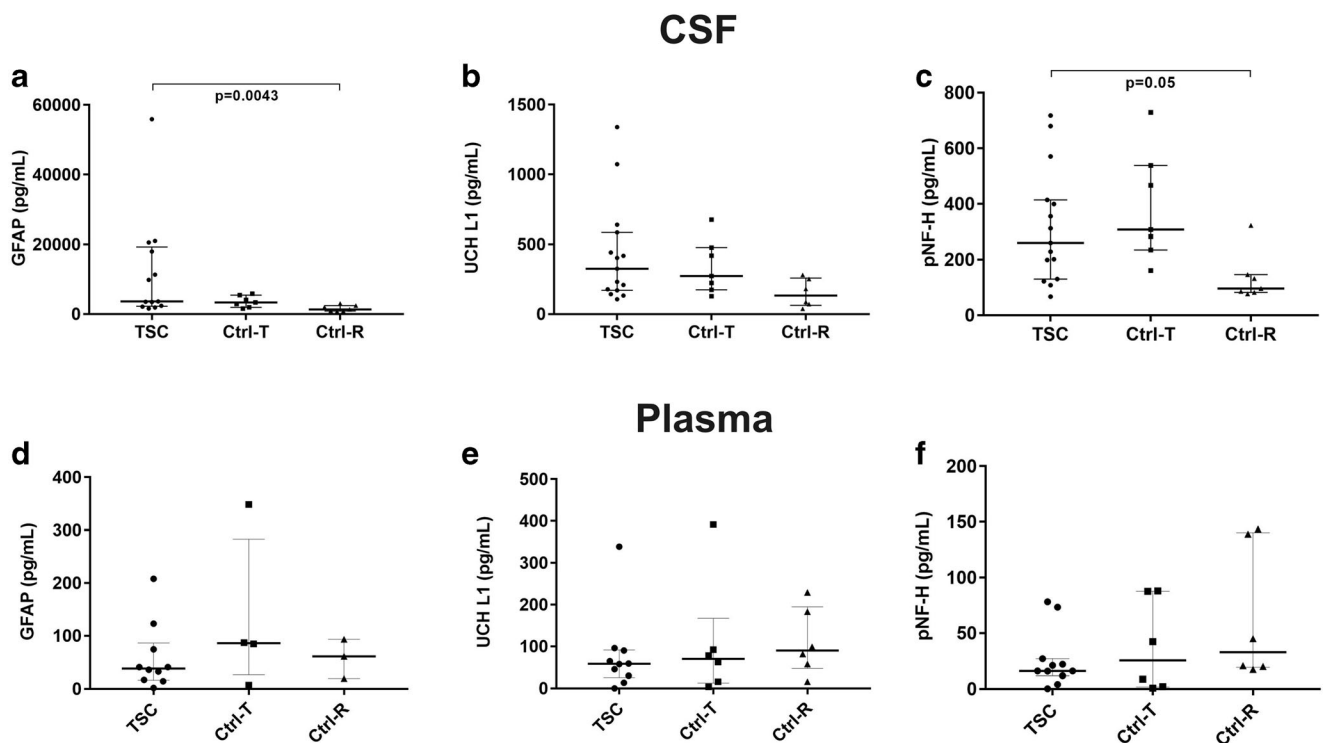 CSF
a
p=0.0043
GFAP (pg/mL)
60000
40000
20000
0
TSC
Ctrl-T
Ctrl-R
b
UCH L1 (pg/mL)
1500
1000
500
0
TSC
Ctrl-T
Ctrl-R
c
p=0.05
pNF-H (pg/mL)
800
600
400
200
0
TSC
Ctrl-T
Ctrl-R
Plasma
d
GFAP (pg/mL)
400
300
200
100
0
TSC
Ctrl-T
Ctrl-R
e
UCH L1 (pg/mL)
500
400
300
200
100
0
TSC
Ctrl-T
Ctrl-R
f
pNF-H (pg/mL)
200
150
100
50
0
TSC
Ctrl-T
Ctrl-R